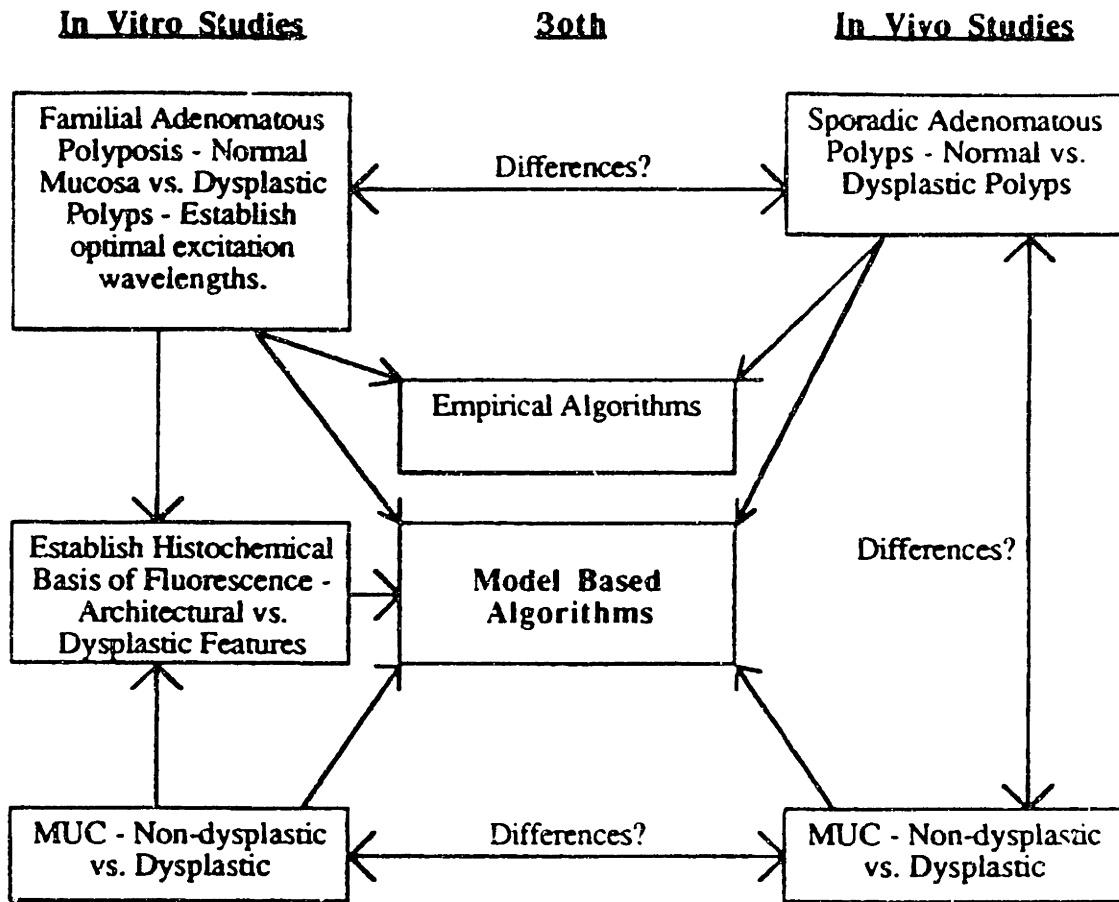 In Vitro Studies
3oth
In Vivo Studies
Familial Adenomatous
Polyposis - Normal
Mucosa vs. Dysplastic
Polyps - Establish
optimal excitation
wavelengths.
Differences?
Sporadic Adenomatous
Polyps - Normal vs.
Dysplastic Polyps
Empirical Algorithms
Establish Histochemical
Basis of Fluorescence -
Architectural vs.
Dysplastic Features
Model Based
Algorithms
Differences?
MUC - Non-dysplastic
vs. Dysplastic
Differences?
MUC - Non-dysplastic
vs. Dysplastic